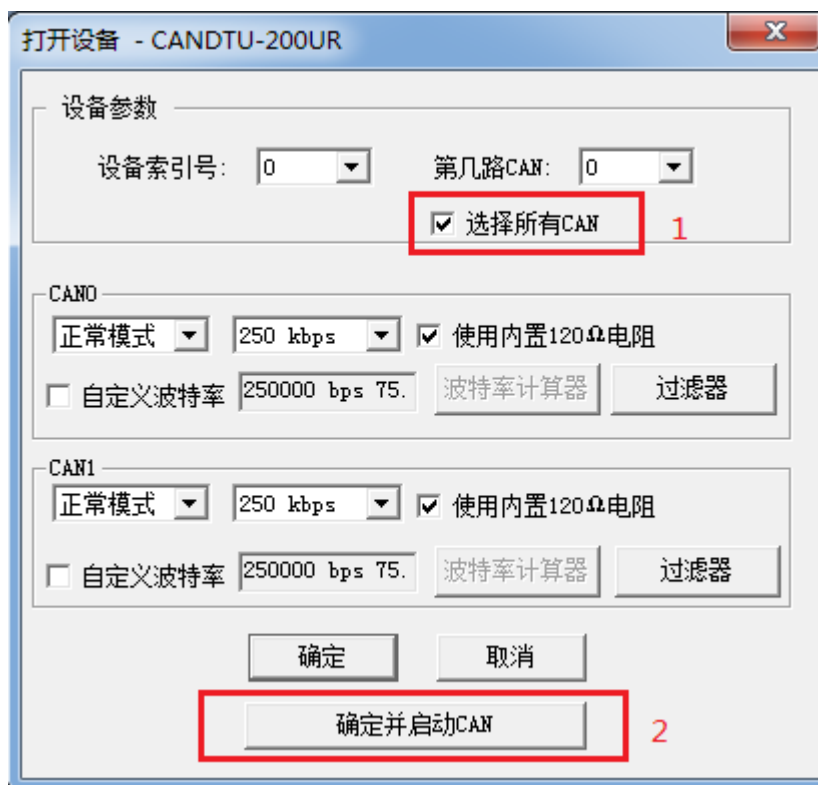 打开设备 - CANDTU-200UR
设备参数
设备索引号: 0 第几路CAN: 0
选择所有CAN 1
CAN0
正常模式 250 kbps 使用内置120Ω电阻
自定义波特率 250000 bps 75. 波特率计算器 过滤器
CAN1
正常模式 250 kbps 使用内置120Ω电阻
自定义波特率 250000 bps 75. 波特率计算器 过滤器
确定 取消
确定并启动CAN 2